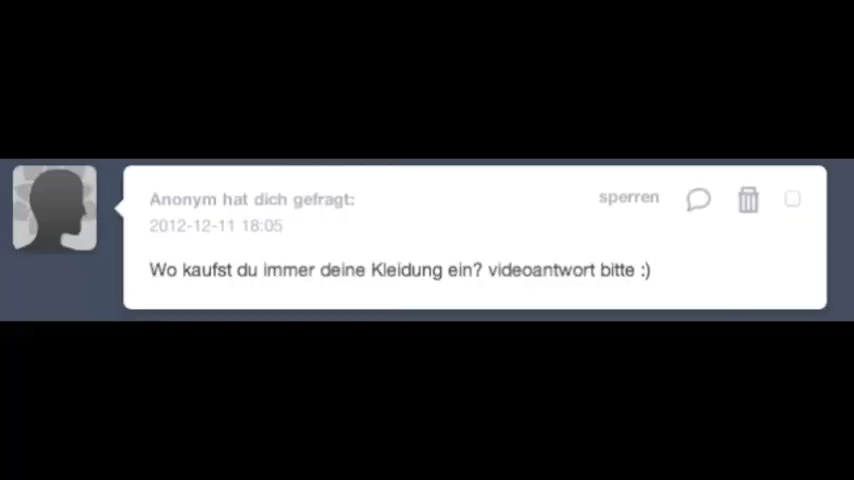 Anonym hat dich gefragt:
sperren
2012-12-11 18:05
Wo kaufst du immer deine Kleidung ein? videoantwort bitte :)